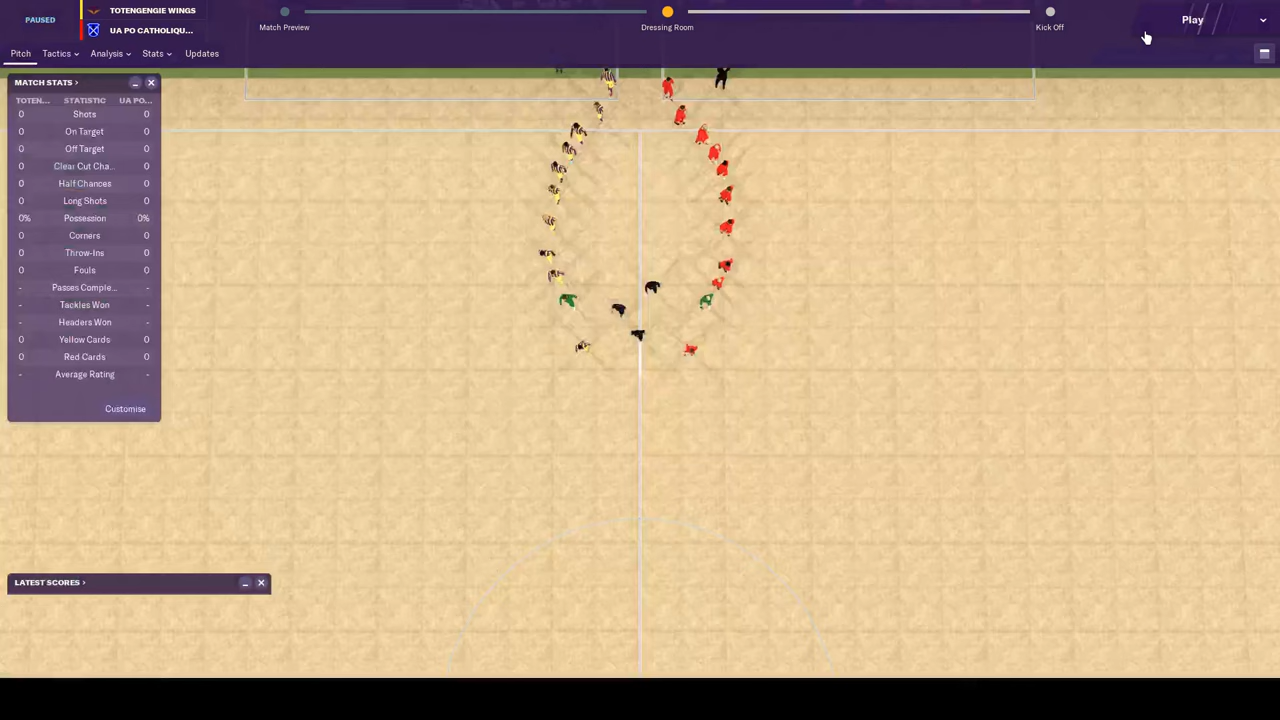 PAUSED
TOTENGENGIE WINGS
UA PO CATHOLIQU...
Match Preview
Dressing Room
Kick Off
Play
Pitch
Tactics
Analysis
Stats
Updates
MATCH STATS >
TOTEN... STATISTIC UA PO...
0 Shots 0
0 On Target 0
0 Off Target 0
0 Clear Cut Cha... 0
0 Half Chances 0
0 Long Shots 0
0% Possession 0%
0 Corners 0
0 Throw-Ins 0
0 Fouls 0
- Passes Comple... -
- Tackles Won -
- Headers Won -
0 Yellow Cards 0
0 Red Cards 0
- Average Rating -
Customise
LATEST SCORES >